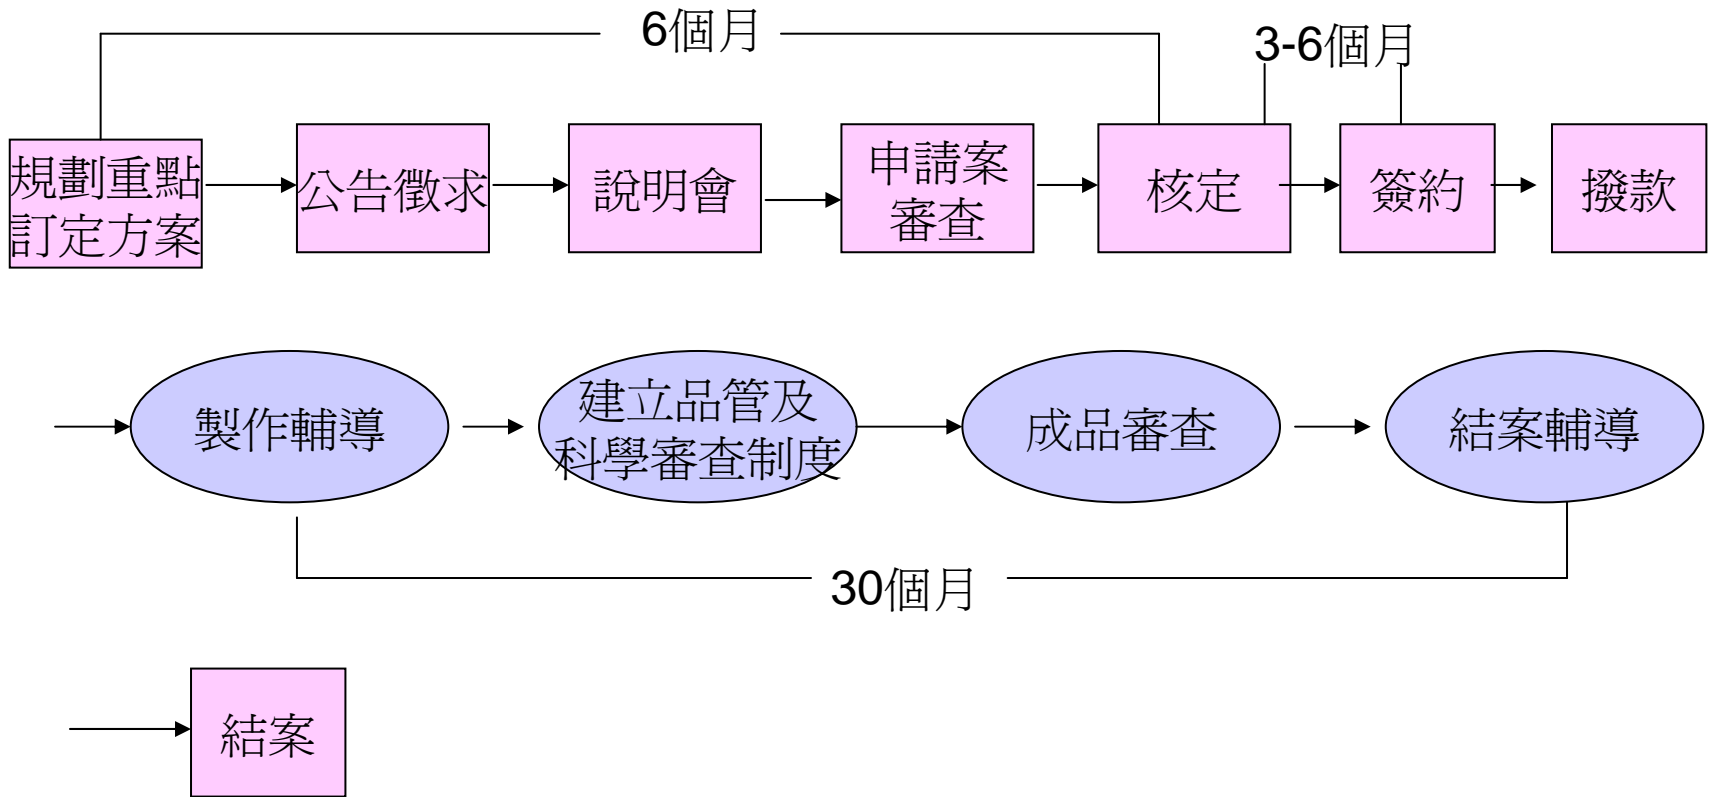 6個月
3-6個月
規劃重點
訂定方案
公告徵求
說明會
申請案
審查
核定
簽約
撥款
製作輔導
建立品管及
科學審查制度
成品審查
結案輔導
30個月
結案